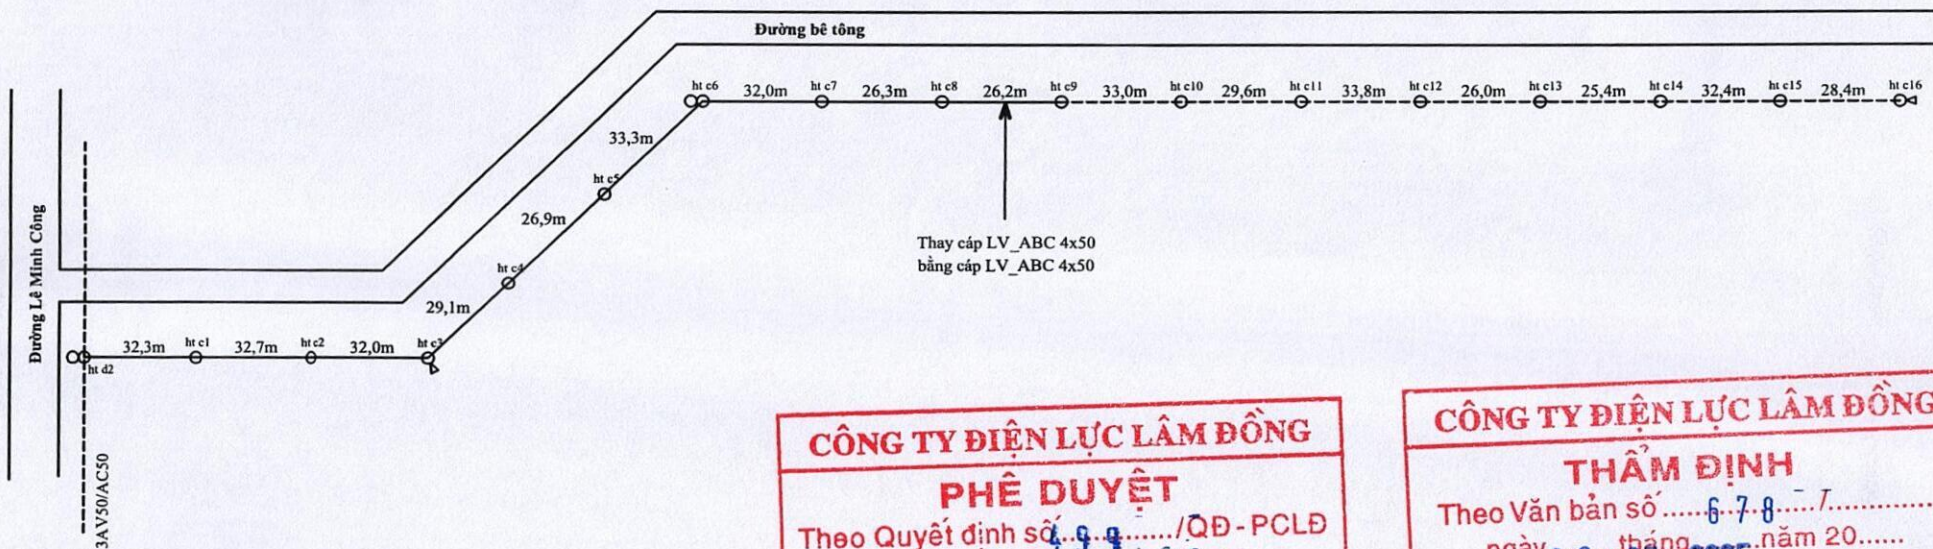 Đường bê tông
ht c6 32,0m ht c7 26,3m ht c8 26,2m ht c9 33,0m ht c10 29,6m ht c11 33,8m ht c12 26,0m ht c13 25,4m ht c14 32,4m ht c15 28,4m ht c16
33,3m
ht c5
26,9m
ht c4
29,1m
Thay cáp LV_ABC 4x50
bằng cáp LV_ABC 4x50
Đường Lê Minh Công
ht d2 32,3m ht c1 32,7m ht c2 32,0m ht c3
3AV50/AC50
CÔNG TY ĐIỆN LỰC LÂM ĐỒNG
PHÊ DUYỆT
Theo Quyết định số............/QĐ-PCLĐ
CÔNG TY ĐIỆN LỰC LÂM ĐỒNG
THẨM ĐỊNH
Theo Văn bản số......678...../............
ngày tháng năm 20......